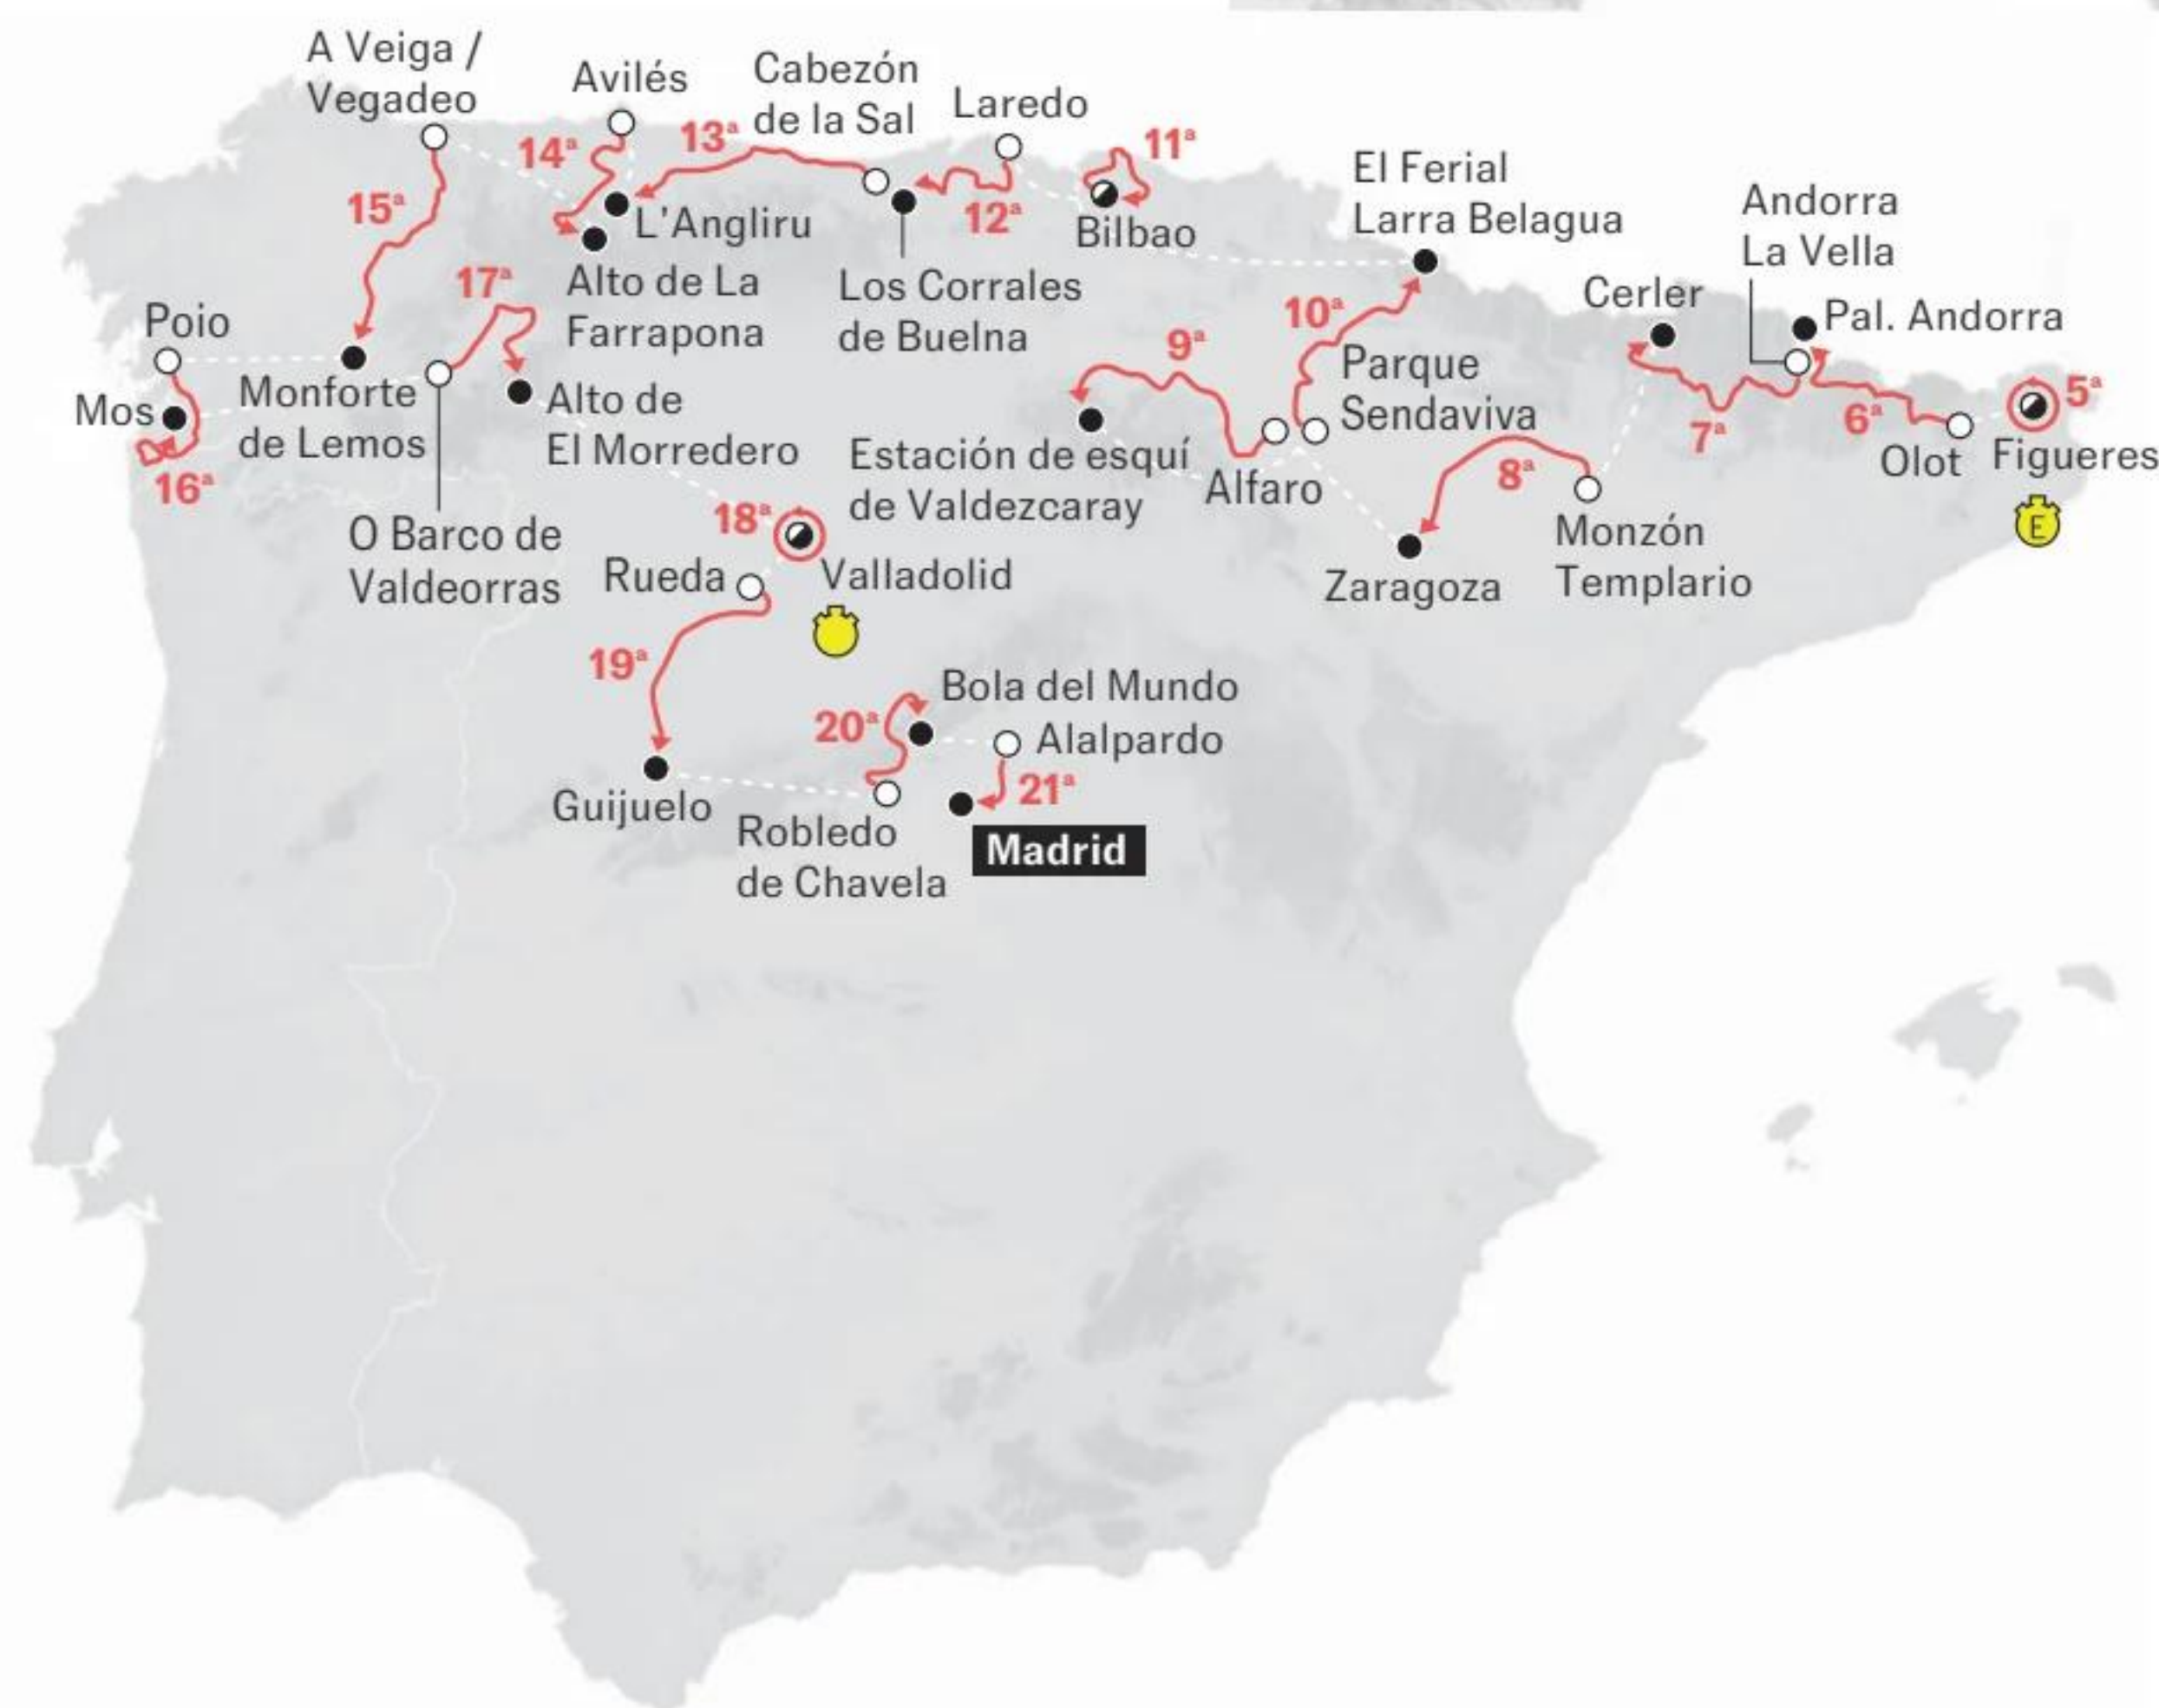 A Veiga /
Vegadeo
Avilés
Cabezón
de la Sal
Laredo
14ª
13ª
11ª
15ª
L'Angliru
12ª
Bilbao
El Ferial
Larra Belagua
Andorra
La Vella
Alto de La
Farrapona
Los Corrales
de Buelna
Cerler
Pal. Andorra
17ª
10ª
9ª
Poio
Mos
Monforte
de Lemos
16ª
Alto de
El Morredero
Parque
Sendaviva
7ª
6ª
5ª
Olot
Figueres
E
Estación de esquí
de Valdezcaray
Alfaro
8ª
Monzón
Templario
Zaragoza
O Barco de
Valdeorras
18ª
Rueda
Valladolid
19ª
Bola del Mundo
20ª
Alalpardo
21ª
Guijuelo
Robledo
de Chavela
Madrid